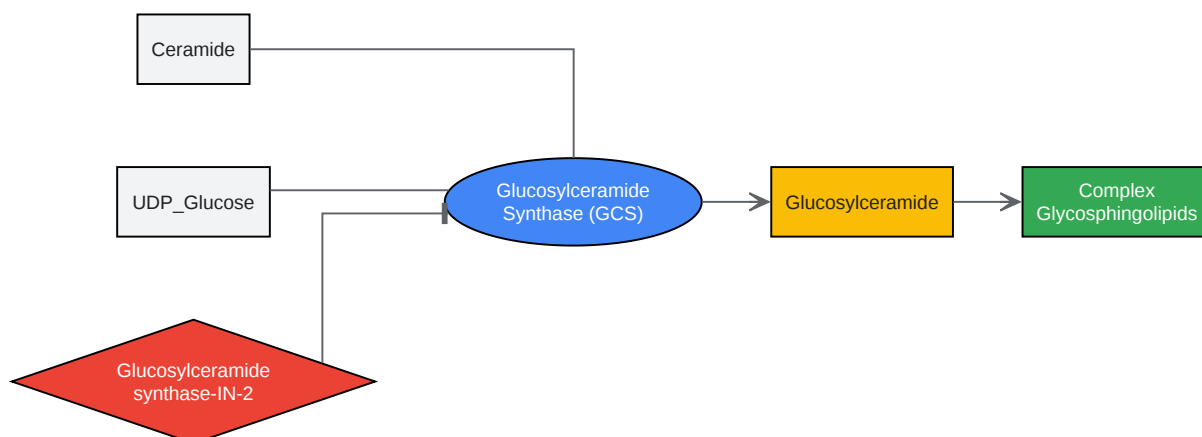 Ceramide
UDP_Glucose
Glucosylceramide
Synthase (GCS)
Glucosylceramide
Complex
Glycosphingolipids
Glucosylceramide
synthase-IN-2